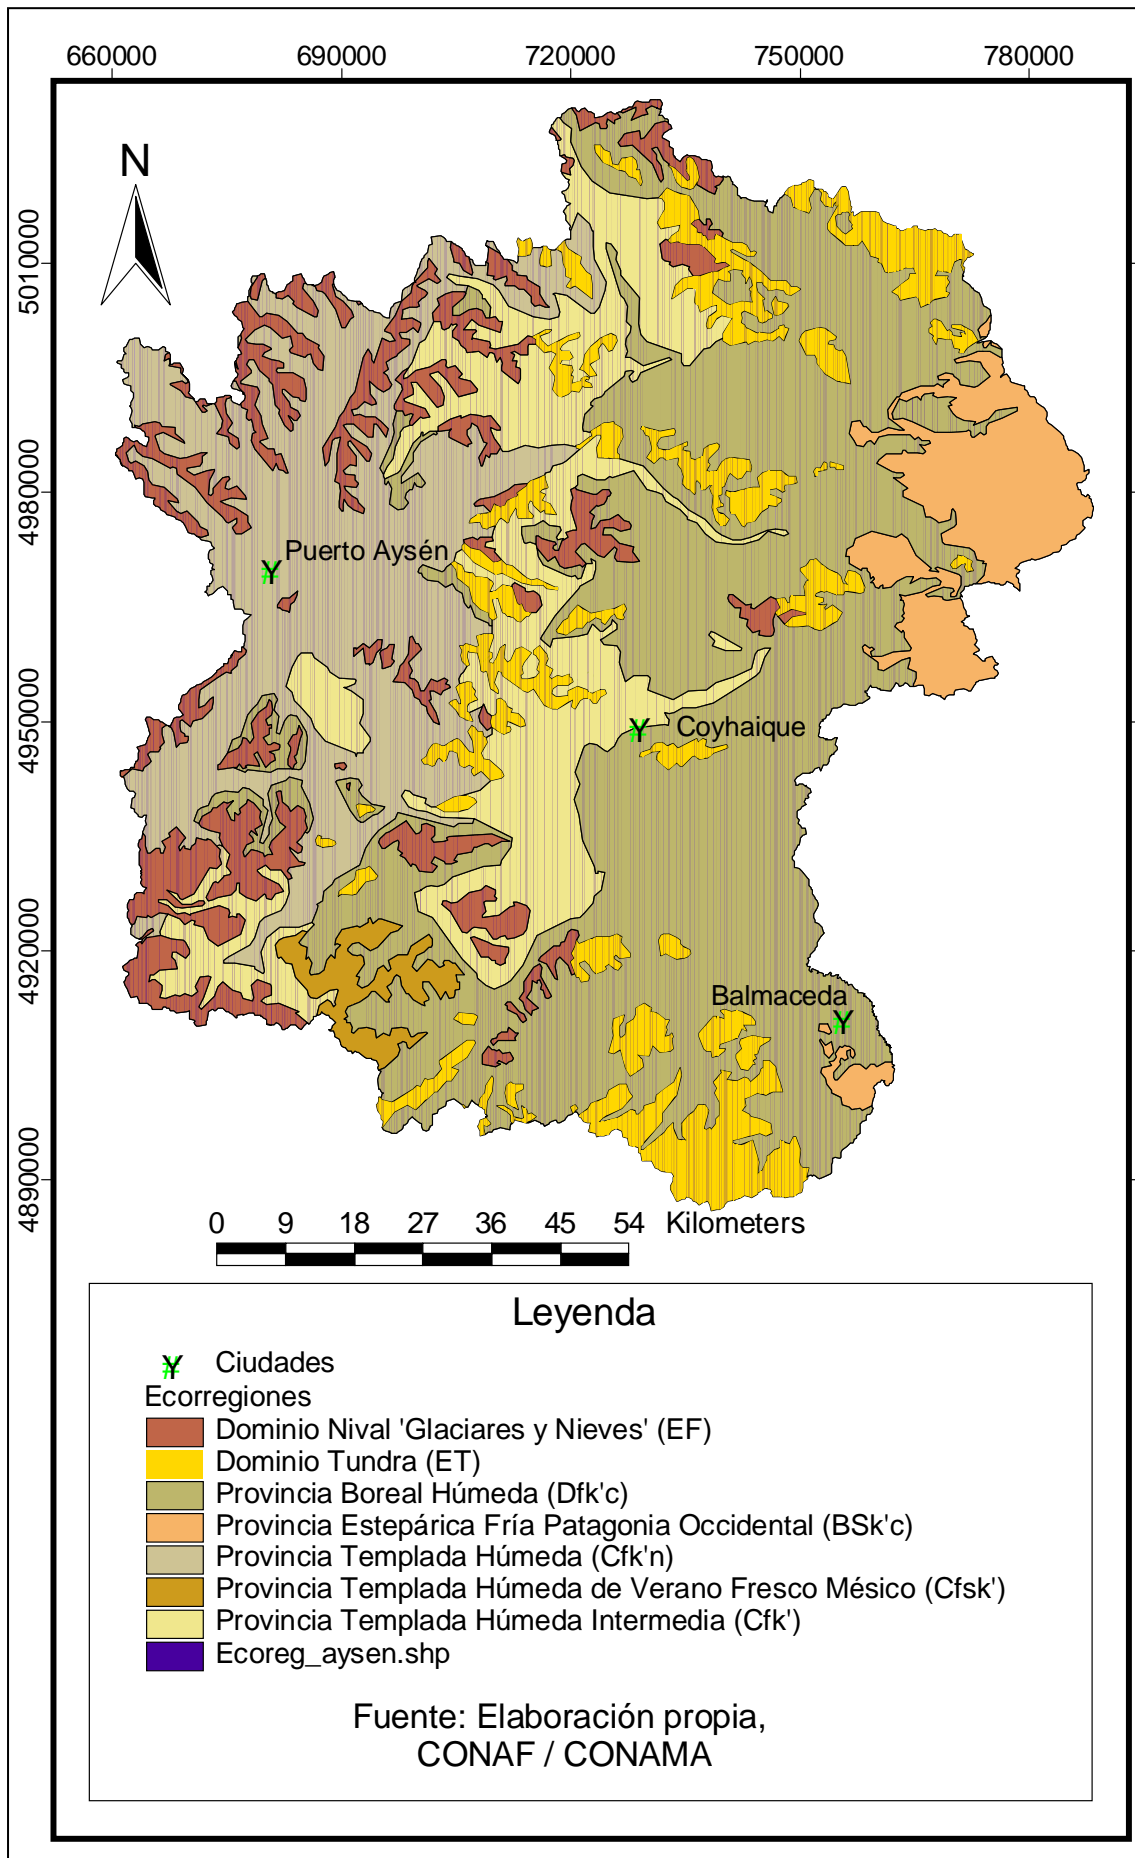 660000 690000 720000 7500000 780000
N
5010000
4980000
4950000
4920000
4890000
Puerto Aysén
Coyhaique
Balmaceda
0 9 18 27 36 45 54 Kilometers
Leyenda
Ciudades
Ecorregiones
Dominio Nival 'Glaciares y Nieves' (EF)
Dominio Tundra (ET)
Provincia Boreal Húmeda (Dfk'c)
Provincia Estepárica Fría Patagonia Occidental (BSk'c)
Provincia Templada Húmeda (Cfk'n)
Provincia Templada Húmeda de Verano Fresco Mésico (Cfsk')
Provincia Templada Húmeda Intermedia (Cfk')
Ecoreg_aysen.shp
Fuente: Elaboración propia,
CONAF / CONAMA